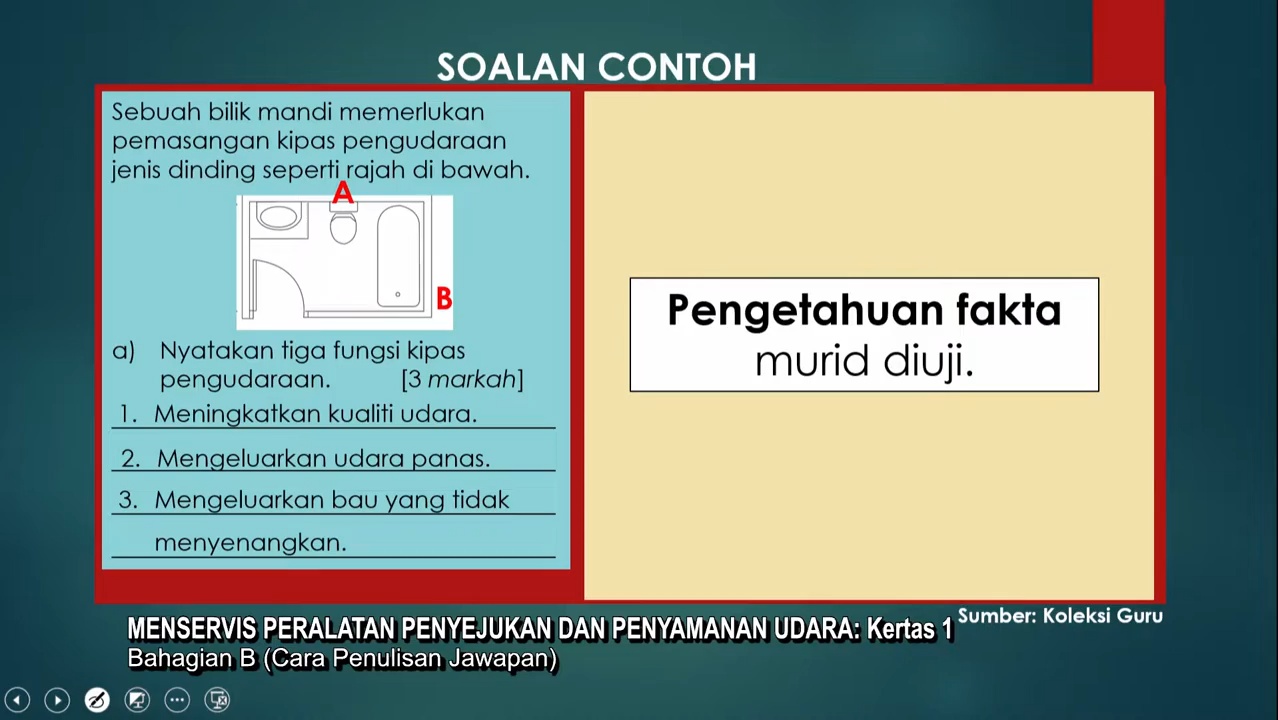 SOALAN CONTOH
Sebuah bilik mandi memerlukan
pemasangan kipas pengudaraan
jenis dinding seperti rajah di bawah.
A
B
a) Nyatakan tiga fungsi kipas
pengudaraan. [3 markah]
1. Meningkatkan kualiti udara.
2. Mengeluarkan udara panas.
3. Mengeluarkan bau yang tidak
menyenangkan.
Pengetahuan fakta
murid diuji.
Sumber: Koleksi Guru
MENSERVIS PERALATAN PENYEJUKAN DAN PENYAMANAN UDARA: Kertas 1
Bahagian B (Cara Penulisan Jawapan)